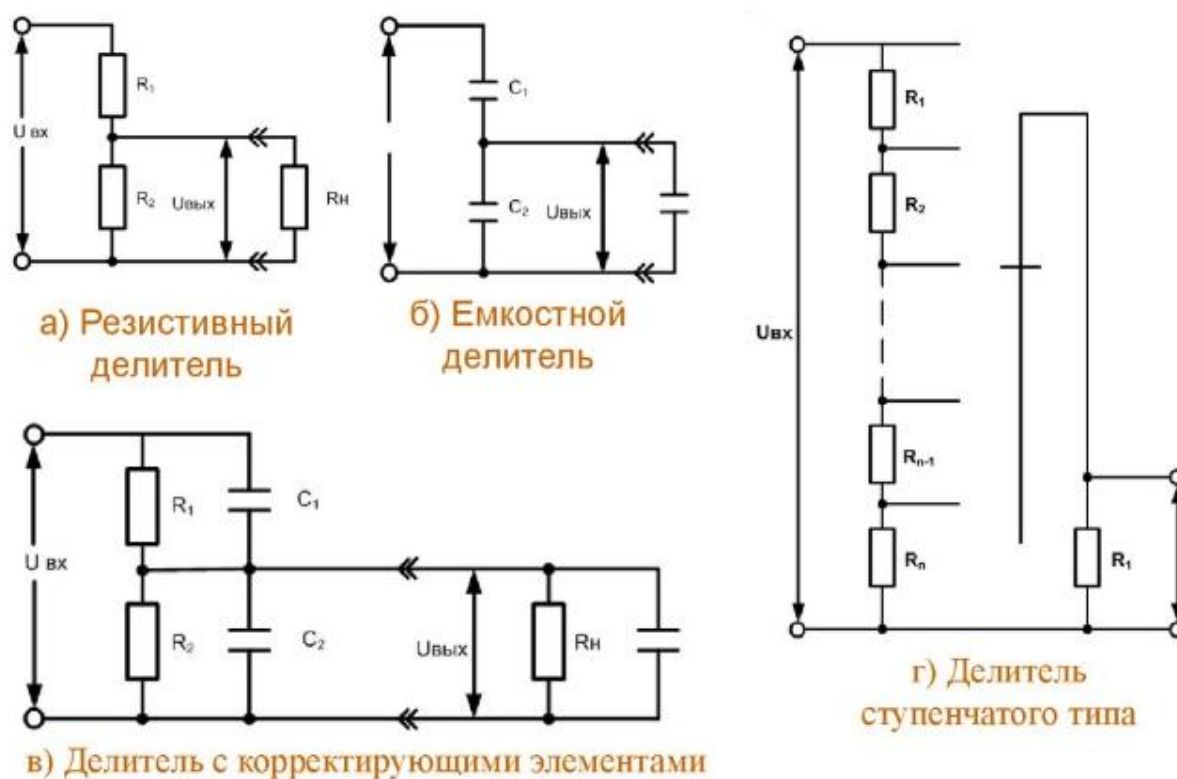 R₁
U вх
R₂
Uвых
Rн
а) Резистивный
делитель
C₁
C₂
Uвых
б) Емкостной
делитель
U вх
R₁
C₁
R₂
C₂
Uвых
Rн
в) Делитель с корректирующими элементами
R₁
R₂
Uвх
Rₙ₋₁
Rₙ
R₁
г) Делитель
ступенчатого типа